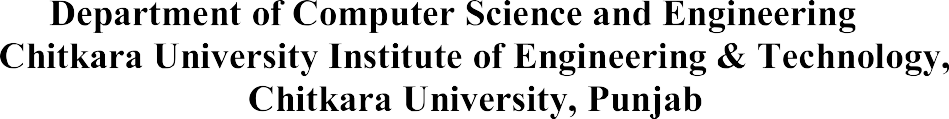 Department of Computer Science and Engineering
Chitkara University Institute of Engineering & Technology,
Chitkara University, Punjab